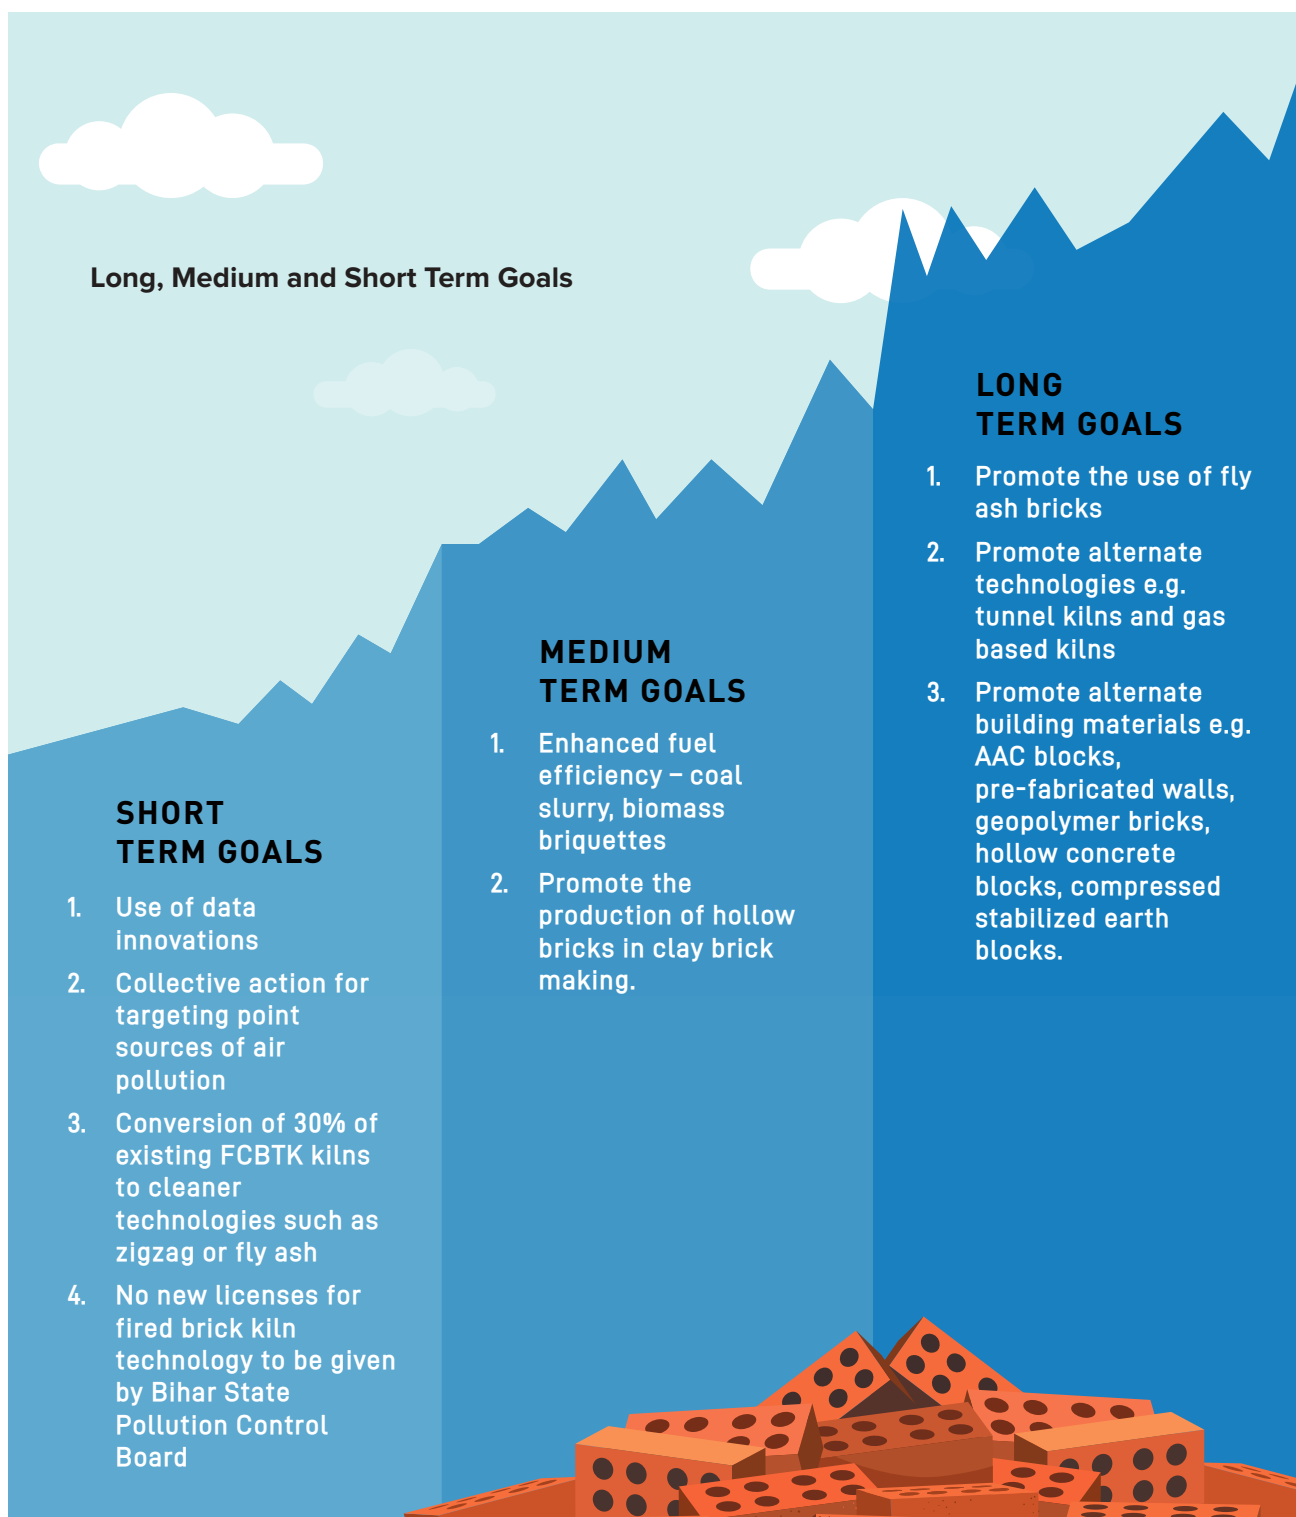 Long, Medium and Short Term Goals
SHORT
TERM GOALS
1. Use of data
innovations
2. Collective action for
targeting point
sources of air
pollution
3. Conversion of 30% of
existing FCBTK kilns
to cleaner
technologies such as
zigzag or fly ash
4. No new licenses for
fired brick kiln
technology to be given
by Bihar State
Pollution Control
Board
MEDIUM
TERM GOALS
1. Enhanced fuel
efficiency – coal
slurry, biomass
briquettes
2. Promote the
production of hollow
bricks in clay brick
making.
LONG
TERM GOALS
1. Promote the use of fly
ash bricks
2. Promote alternate
technologies e.g.
tunnel kilns and gas
based kilns
3. Promote alternate
building materials e.g.
AAC blocks,
pre-fabricated walls,
geopolymer bricks,
hollow concrete
blocks, compressed
stabilized earth
blocks.